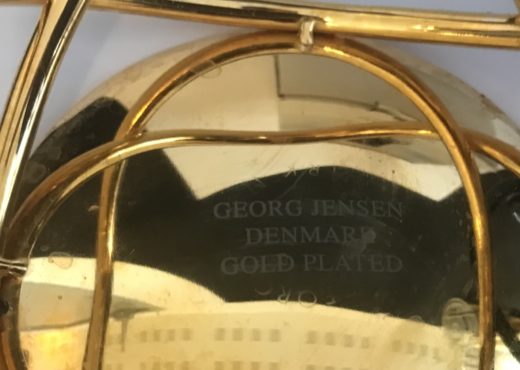 GEORG JENSEN
DENMARK
GOLD PLATED